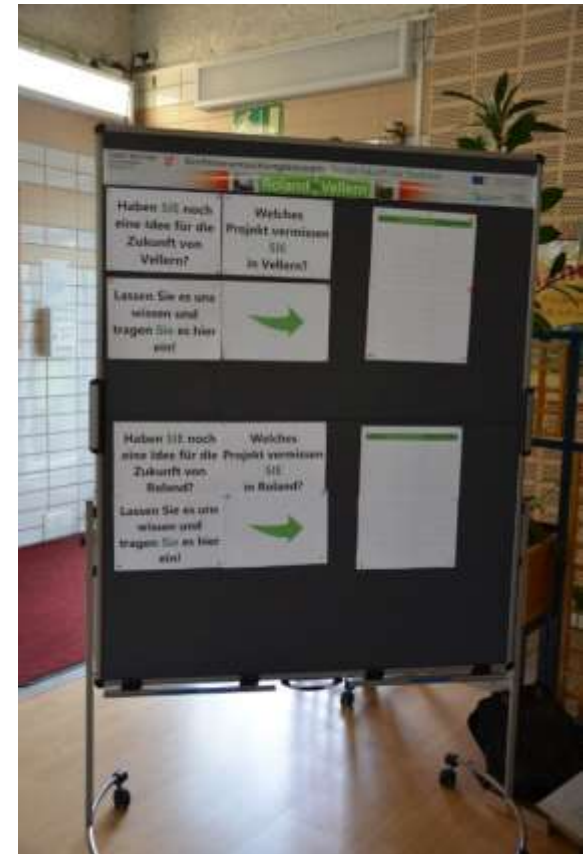 Roland_Vellern
Haben SIE noch
eine Idee für die
Zukunft von
Vellern?
Welches
Projekt vermissen
SIE
in Vellern?
Lassen Sie es uns
wissen und
tragen Sie es hier
ein!
Haben SIE noch
eine Idee für die
Zukunft von
Roland?
Welches
Projekt vermissen
SIE
in Roland?
Lassen Sie es uns
wissen und
tragen Sie es hier
ein!